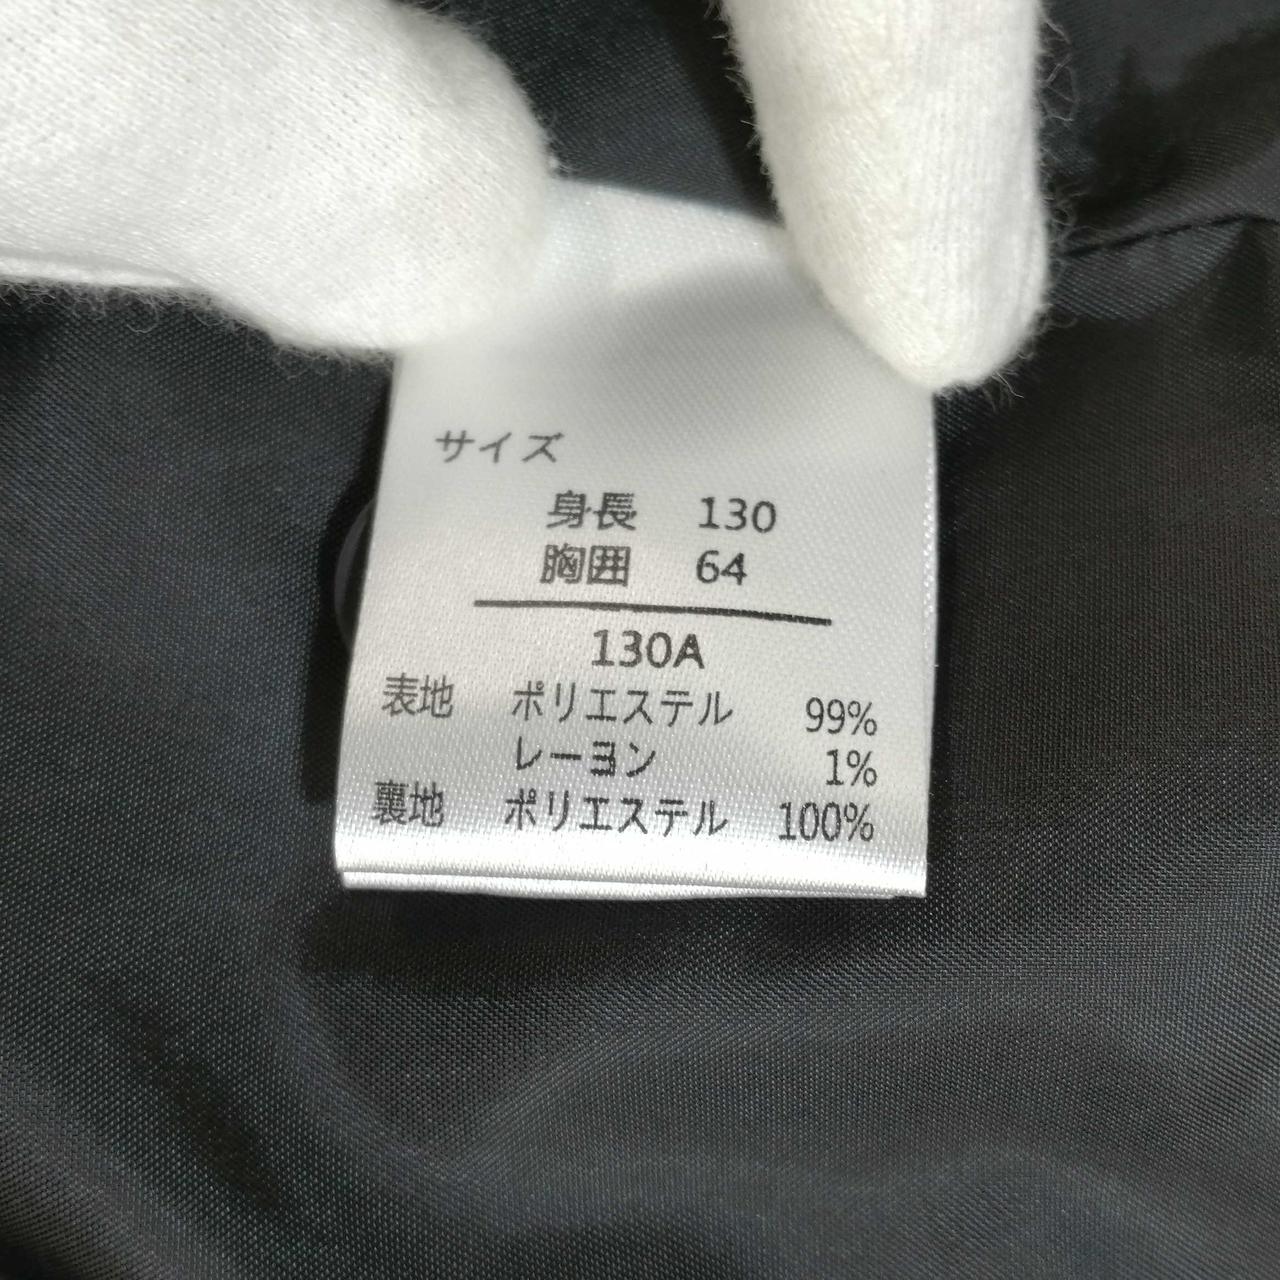 サイズ
身長 130
胸囲 64
130A
表地 ポリエステル 99%
レーヨン 1%
裏地 ポリエステル 100%